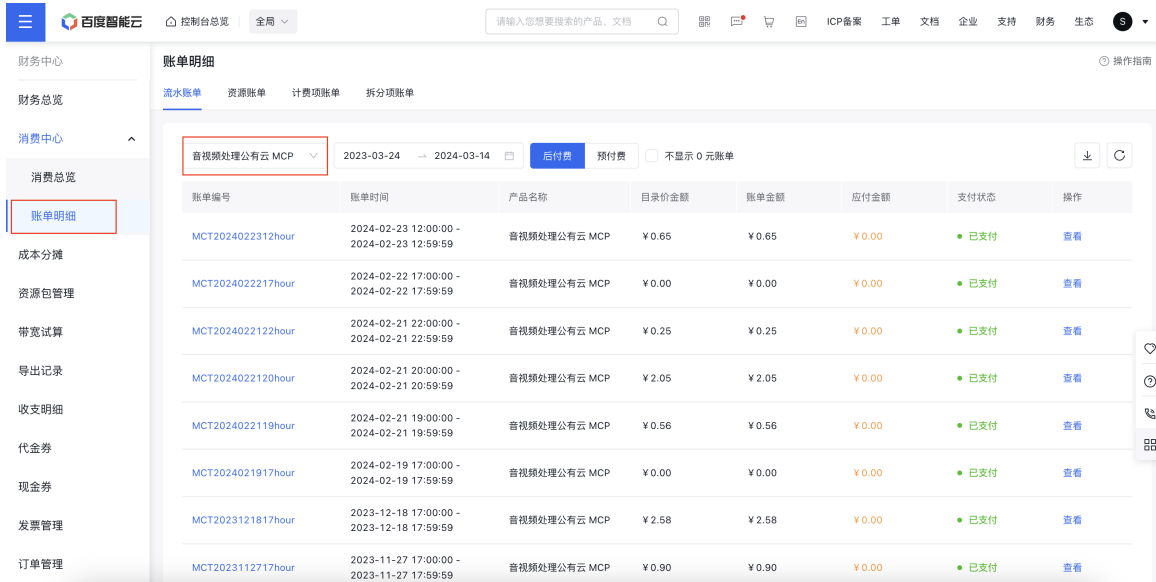 百度智能云
控制台总览
全局
请输入您想要搜索的产品、文档
En
ICP备案
工单
文档
企业
支持
财务
生态
S
财务中心
财务总览
消费中心
消费总览
账单明细
成本分摊
资源包管理
带宽试算
导出记录
收支明细
代金券
现金券
发票管理
订单管理
账单明细
操作指南
流水账单 资源账单 计费项账单 拆分项账单
音视频处理公有云 MCP 2023-03-24 → 2024-03-14 后付费 预付费 不显示 0 元账单
账单编号 账单时间 产品名称 目录价金额 账单金额 应付金额 支付状态 操作
MCT2024022312hour 2024-02-23 12:00:00 - 2024-02-23 12:59:59 音视频处理公有云 MCP ¥0.65 ¥0.65 ¥0.00 已支付 查看
MCT2024022217hour 2024-02-22 17:00:00 - 2024-02-22 17:59:59 音视频处理公有云 MCP ¥0.00 ¥0.00 ¥0.00 已支付 查看
MCT2024022122hour 2024-02-21 22:00:00 - 2024-02-21 22:59:59 音视频处理公有云 MCP ¥0.25 ¥0.25 ¥0.00 已支付 查看
MCT2024022120hour 2024-02-21 20:00:00 - 2024-02-21 20:59:59 音视频处理公有云 MCP ¥2.05 ¥2.05 ¥0.00 已支付 查看
MCT2024022119hour 2024-02-21 19:00:00 - 2024-02-21 19:59:59 音视频处理公有云 MCP ¥0.56 ¥0.56 ¥0.00 已支付 查看
MCT2024021917hour 2024-02-19 17:00:00 - 2024-02-19 17:59:59 音视频处理公有云 MCP ¥0.00 ¥0.00 ¥0.00 已支付 查看
MCT2023121817hour 2023-12-18 17:00:00 - 2023-12-18 17:59:59 音视频处理公有云 MCP ¥2.58 ¥2.58 ¥0.00 已支付 查看
MCT2023112717hour 2023-11-27 17:00:00 - 2023-11-27 17:59:59 音视频处理公有云 MCP ¥0.90 ¥0.90 ¥0.00 已支付 查看